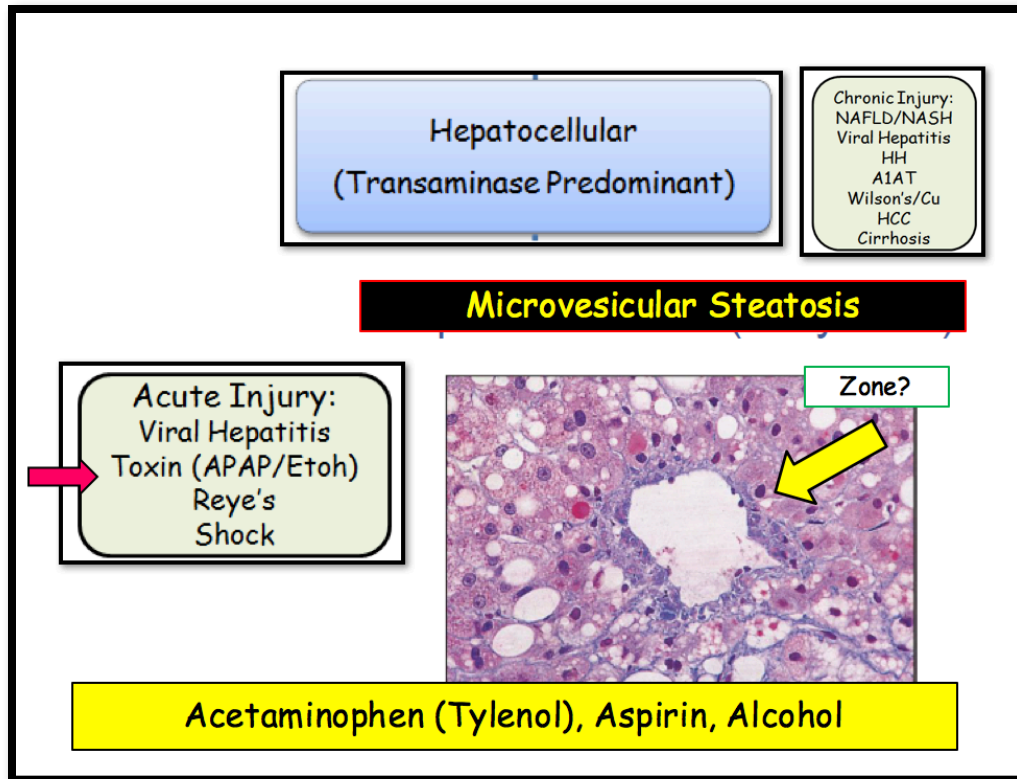 Hepatocellular
(Transaminase Predominant)
Chronic Injury:
NAFLD/NASH
Viral Hepatitis
HH
A1AT
Wilson's/Cu
HCC
Cirrhosis
Microvesicular Steatosis
Acute Injury:
Viral Hepatitis
Toxin (APAP/Etoh)
Reye's
Shock
Zone?
Acetaminophen (Tylenol), Aspirin, Alcohol